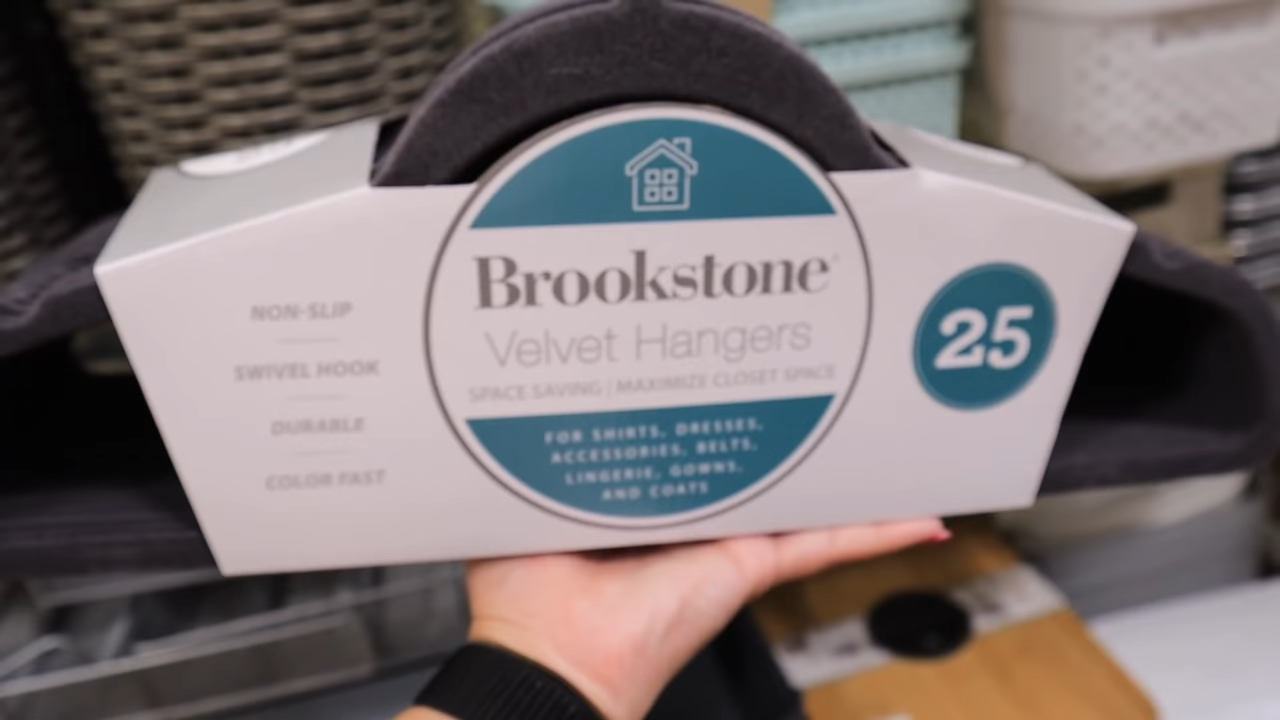 NON-SLIP
SWIVEL HOOK
DURABLE
COLOR FAST
Brookstone
Velvet Hangers
SPACE SAVING | MAXIMIZE CLOSET SPACE
FOR SHIRTS, DRESSES,
ACCESSORIES, BELTS,
LINGERIE, GOWNS,
AND COATS
25